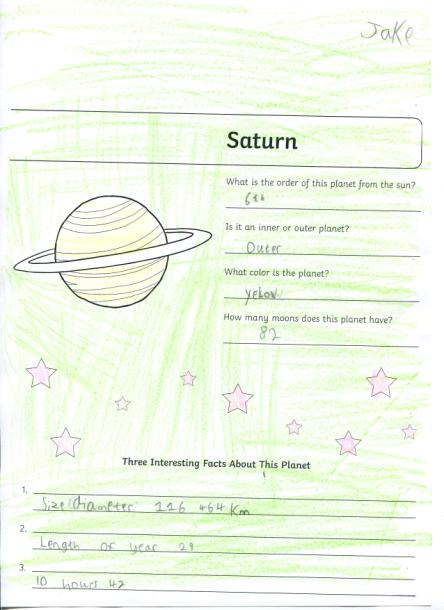 Jake
Saturn
What is the order of this planet from the sun?
6th
Is it an inner or outer planet?
Outer
What color is the planet?
yelow
How many moons does this planet have?
82
Three Interesting Facts About This Planet
1.
Size/diameter 116 464 Km
2.
Length of year 29
3.
10 hours 42